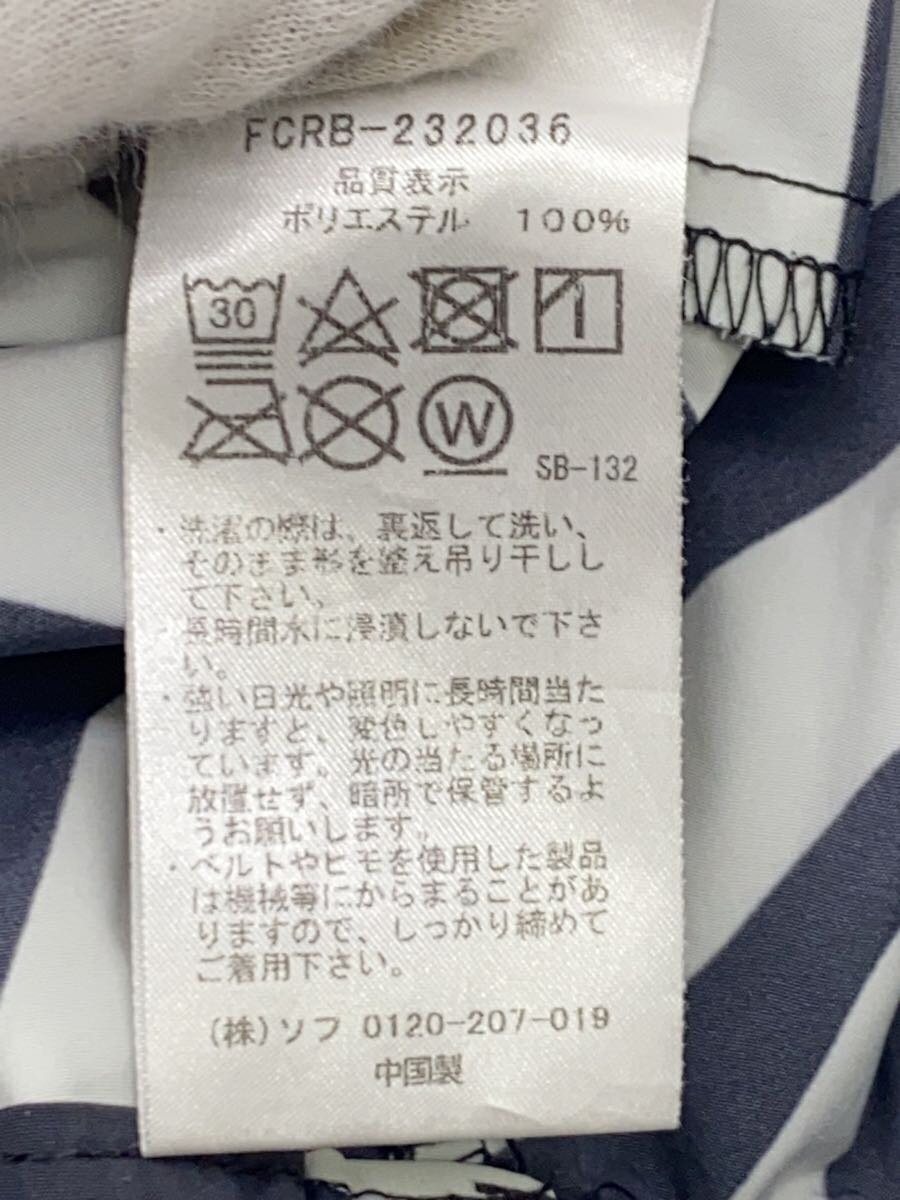 FCRB-232036
品質表示
ポリエステル 100%
30
W
SB-132
・洗濯の際は、裏返して洗い、
そのまま形を整え吊り干しし
て下さい。
長時間水に浸漬しないで下さ
い。
・強い日光や照明に長時間当た
りますと、変色しやすくなっ
ています。光の当たる場所に
放置せず、暗所で保管するよ
うお願いします。
・ベルトやヒモを使用した製品
は機械等にからまることがあ
りますので、しっかり締めて
ご着用下さい。
(株)ソフ 0120-207-019
中国製